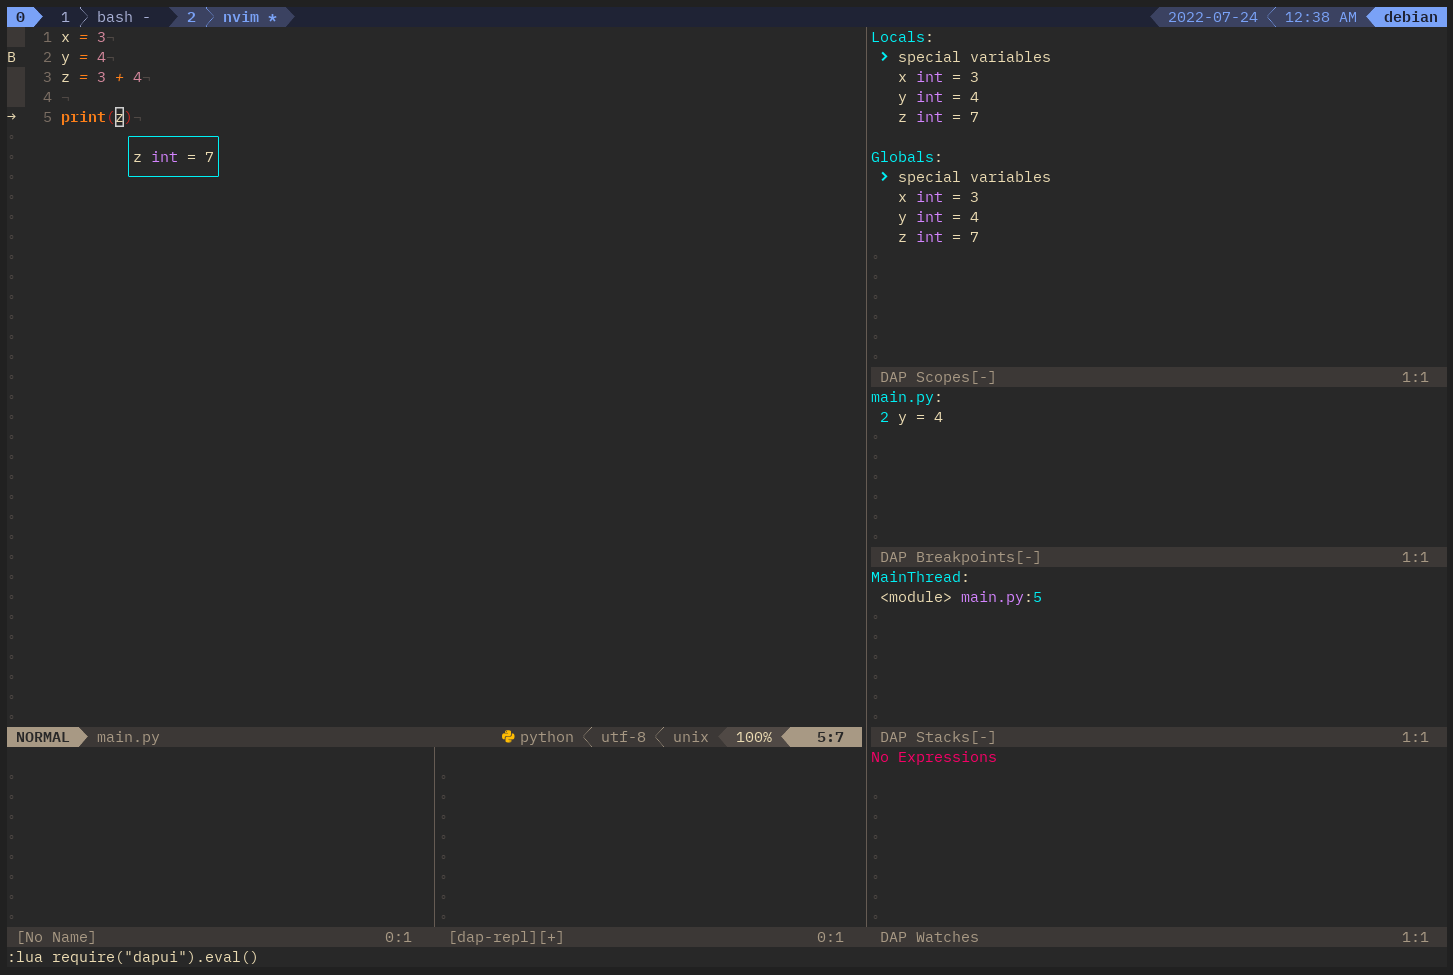 0 1 bash - 2 nvim * 2022-07-24 12:38 AM debian
1 x = 3¬
B 2 y = 4¬
3 z = 3 + 4¬
4 ¬
→ 5 print(z)¬
z int = 7
NORMAL main.py python utf-8 unix 100% 5:7
[No Name] 0:1
[dap-repl][+] 0:1
Locals:
> special variables
x int = 3
y int = 4
z int = 7
Globals:
> special variables
x int = 3
y int = 4
z int = 7
DAP Scopes[-] 1:1
main.py:
2 y = 4
DAP Breakpoints[-] 1:1
MainThread:
<module> main.py:5
DAP Stacks[-] 1:1
No Expressions
DAP Watches 1:1
:lua require("dapui").eval()